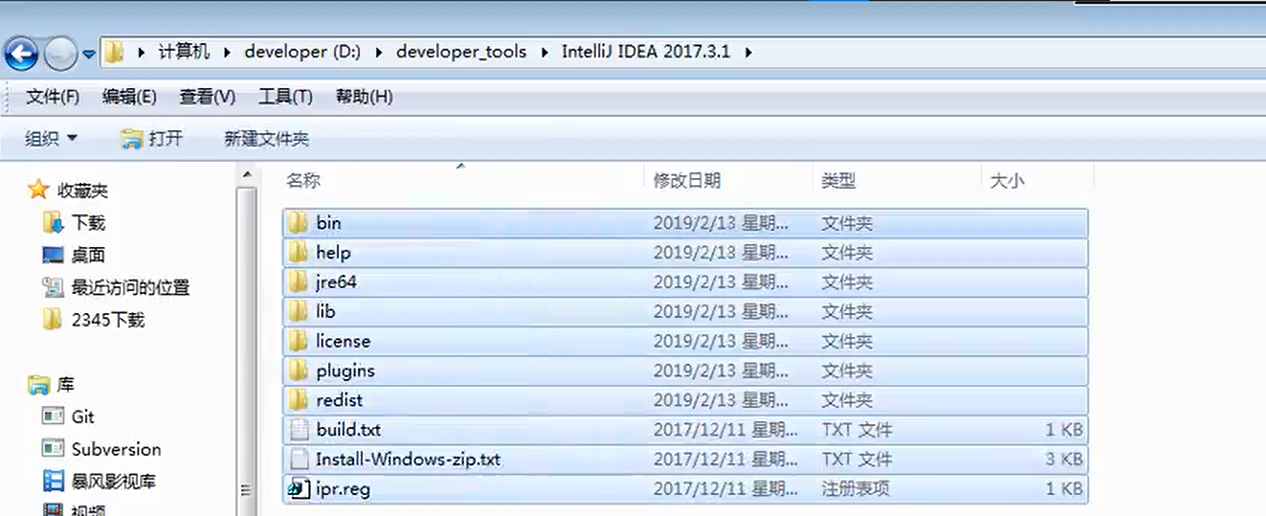 计算机 developer (D:) developer_tools IntelliJ IDEA 2017.3.1
文件(F) 编辑(E) 查看(V) 工具(T) 帮助(H)
组织 打开 新建文件夹
收藏夹
下载
桌面
最近访问的位置
2345下载
库
Git
Subversion
暴风影视库
视频
名称 修改日期 类型 大小
bin 2019/2/13 星期... 文件夹
help 2019/2/13 星期... 文件夹
jre64 2019/2/13 星期... 文件夹
lib 2019/2/13 星期... 文件夹
license 2019/2/13 星期... 文件夹
plugins 2019/2/13 星期... 文件夹
redist 2019/2/13 星期... 文件夹
build.txt 2017/12/11 星期... TXT 文件 1 KB
Install-Windows-zip.txt 2017/12/11 星期... TXT 文件 3 KB
ipr.reg 2017/12/11 星期... 注册表项 1 KB